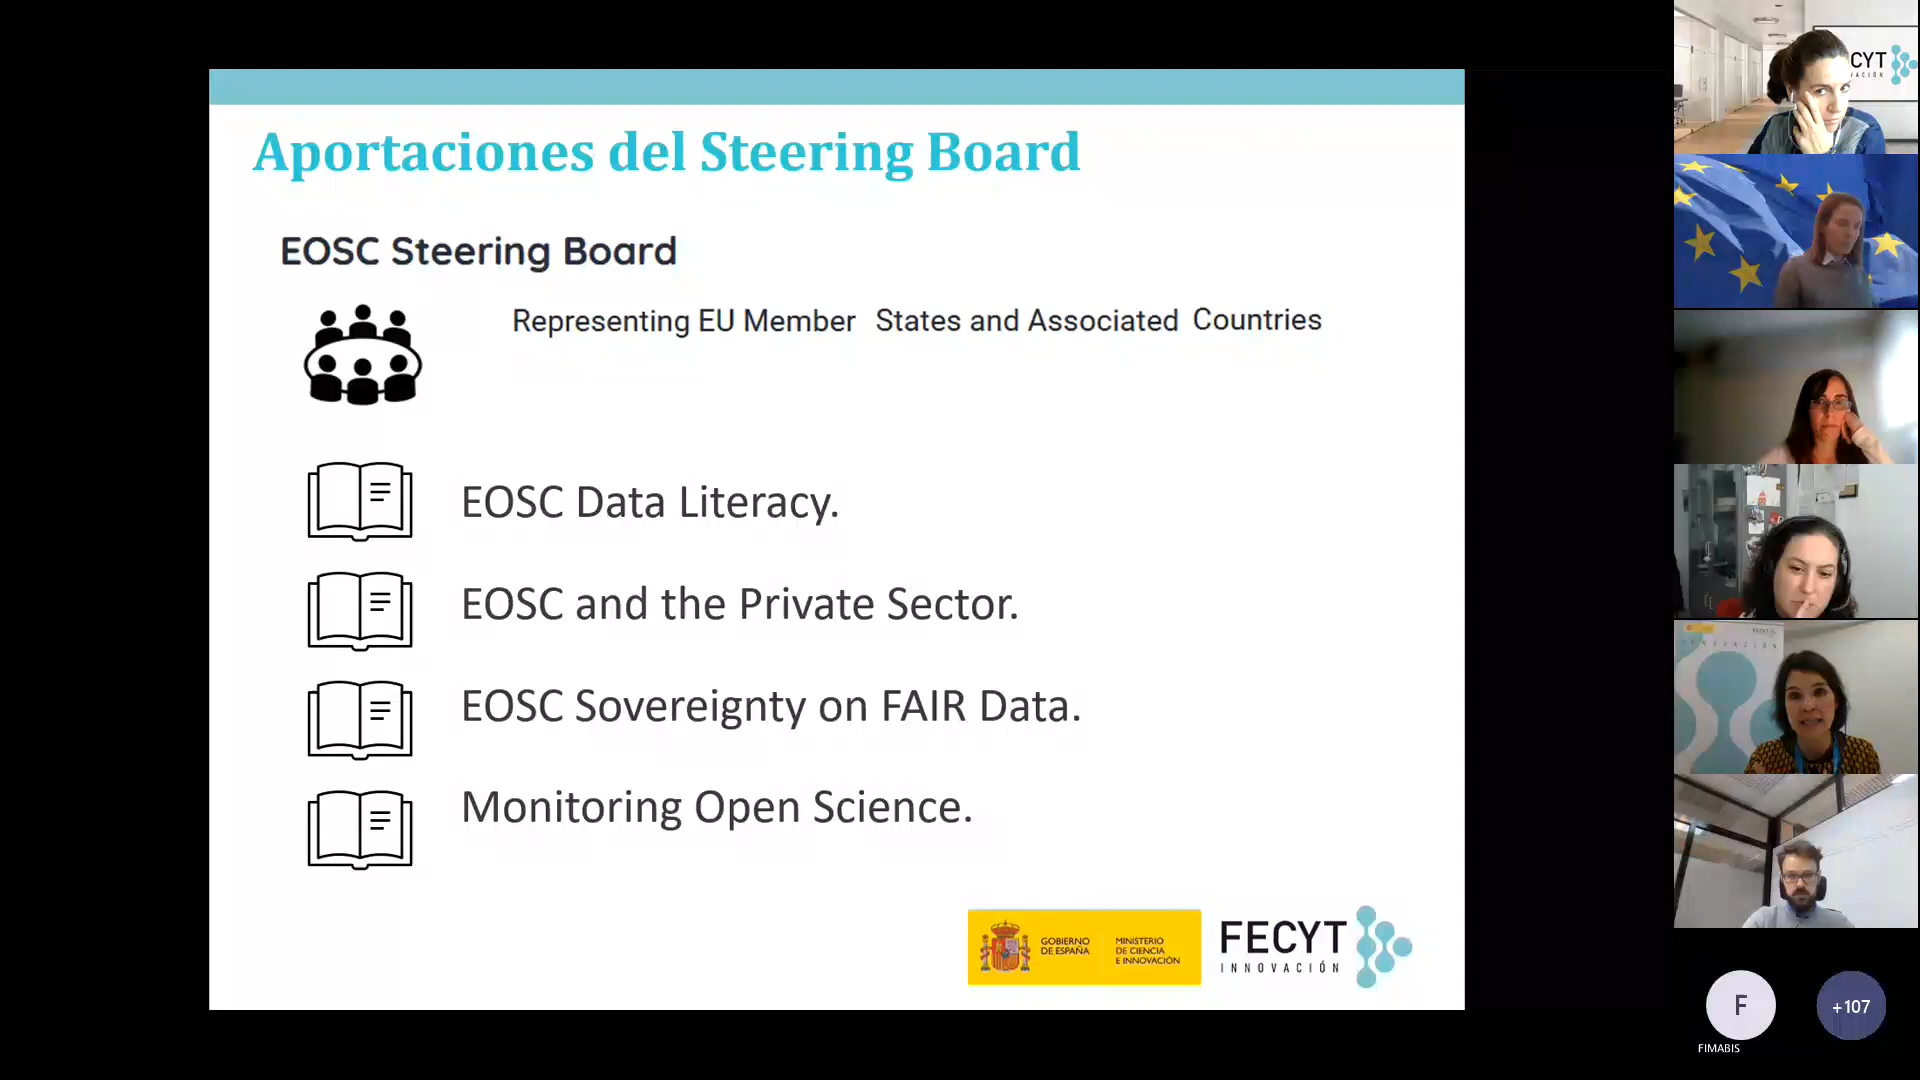 Aportaciones del Steering Board
EOSC Steering Board
Representing EU Member States and Associated Countries
EOSC Data Literacy.
EOSC and the Private Sector.
EOSC Sovereignty on FAIR Data.
Monitoring Open Science.
GOBIERNO
DE ESPAÑA
MINISTERIO
DE CIENCIA
E INNOVACIÓN
FECYT
INNOVACIÓN
CYT
VACIÓN
INNOVACIÓN
F
+107
FIMABIS